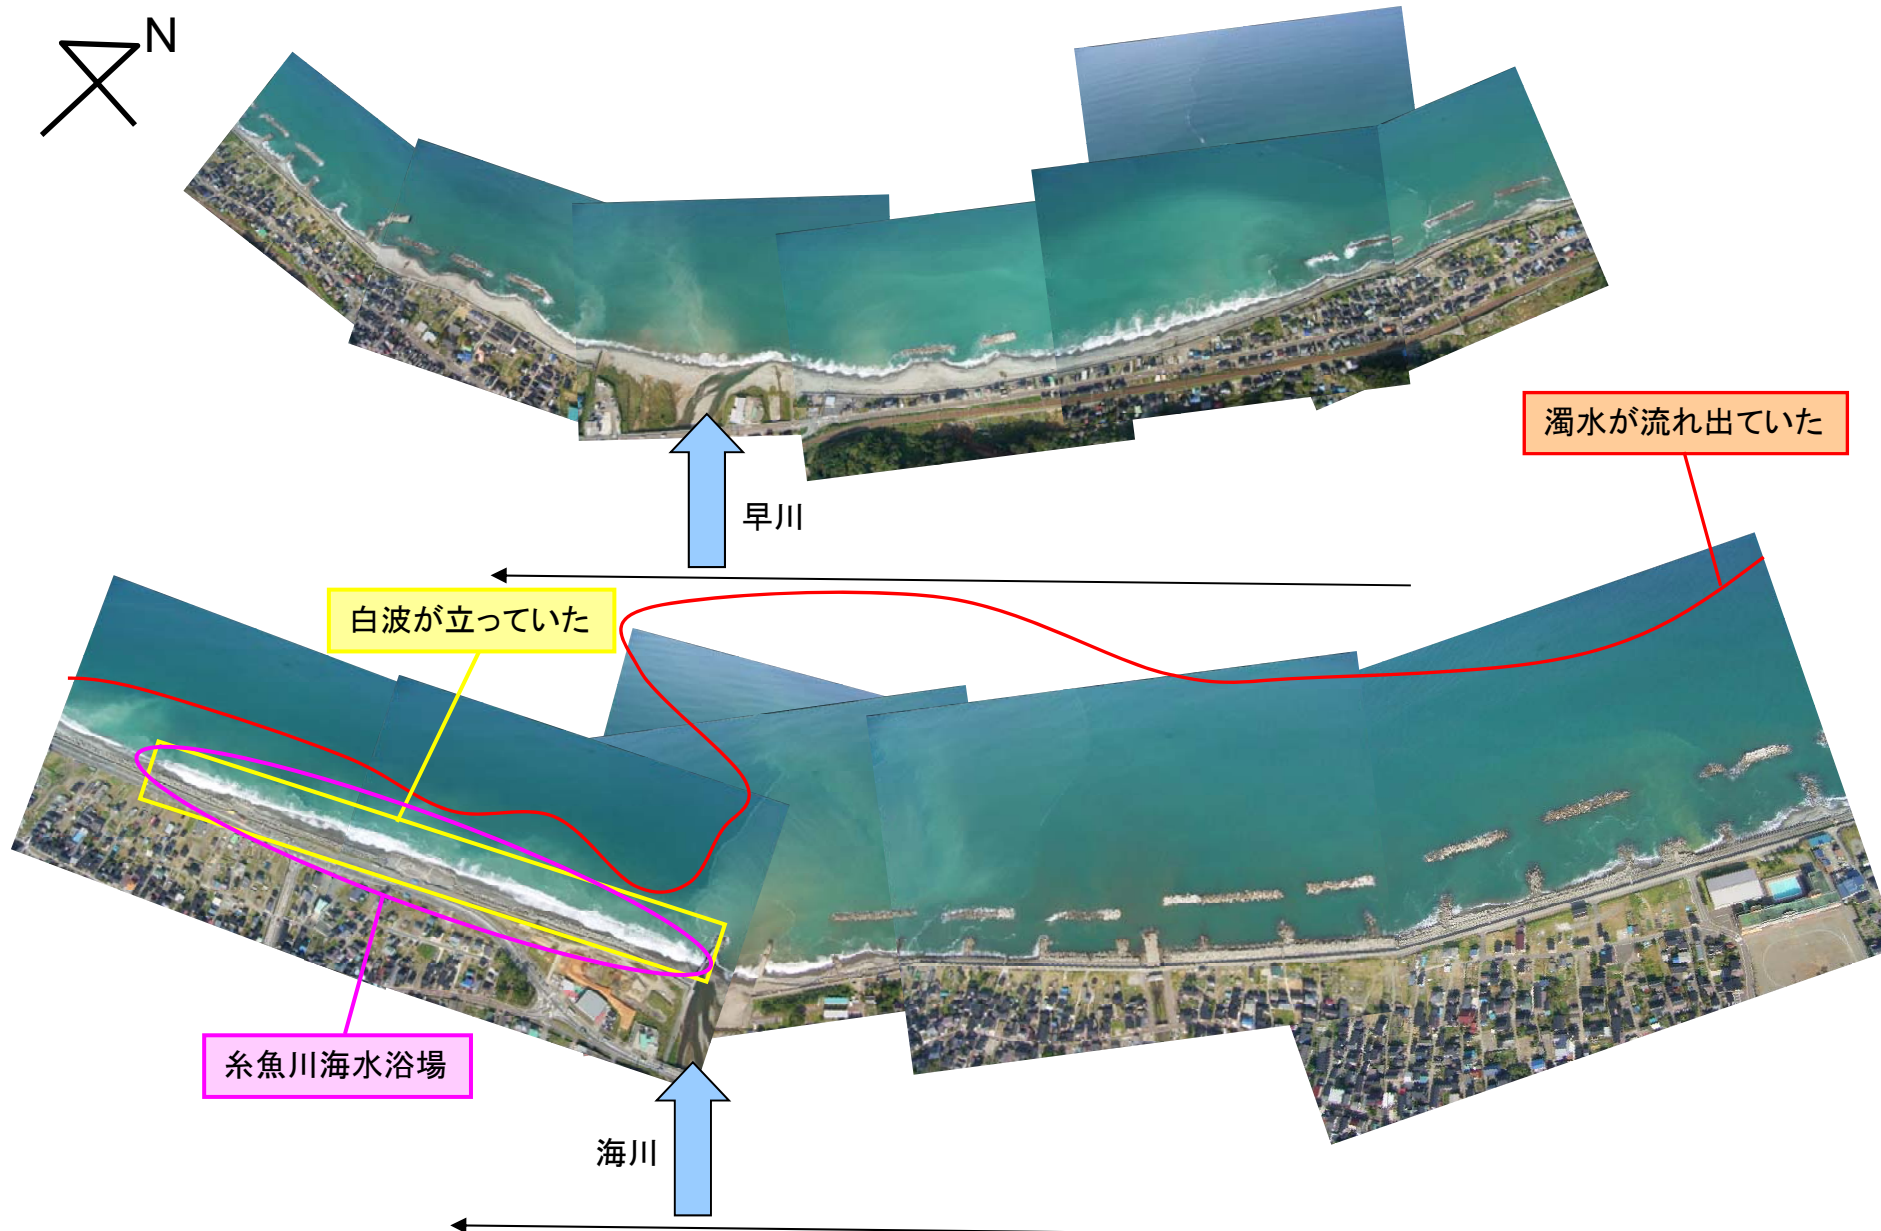 N
濁水が流れ出ていた
早川
白波が立っていた
糸魚川海水浴場
海川